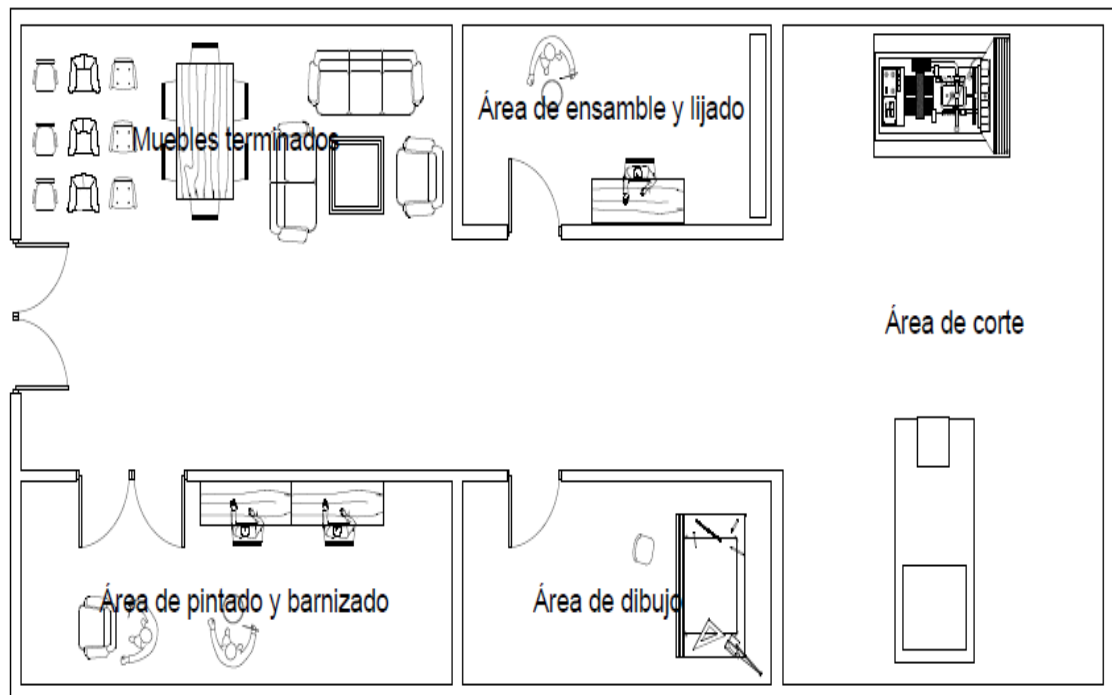 Área de ensamble y lijado
Muebles terminados
Área de corte
Área de pintado y barnizado
Área de dibujo